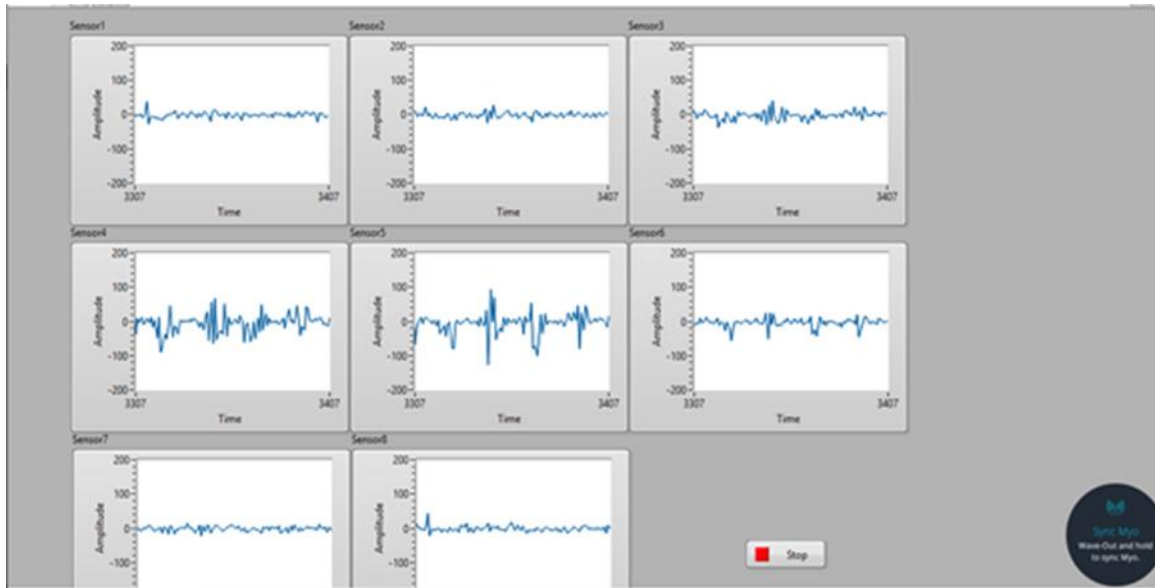 Sensor1 Sensor2 Sensor3
200 200 200
100 100 100
0 0 0
-100 -100 -100
-200 -200 -200
Amplitude Amplitude Amplitude
3307 3407 3307 3407 3307 3407
Time Time Time
Sensor4 Sensor5 Sensor6
200 200 200
100 100 100
0 0 0
-100 -100 -100
-200 -200 -200
Amplitude Amplitude Amplitude
3307 3407 3307 3407 3307 3407
Time Time Time
Sensor7 Sensor8
200 200
100 100
0 0
-100 -100
Amplitude Amplitude
Stop
Sync Myo
Wave-Out and hold
to sync Myo.